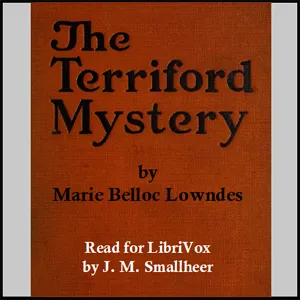 The
Terriford
Mystery
by
Marie Belloc Lowndes
Read for LibriVox
by J. M. Smallheer